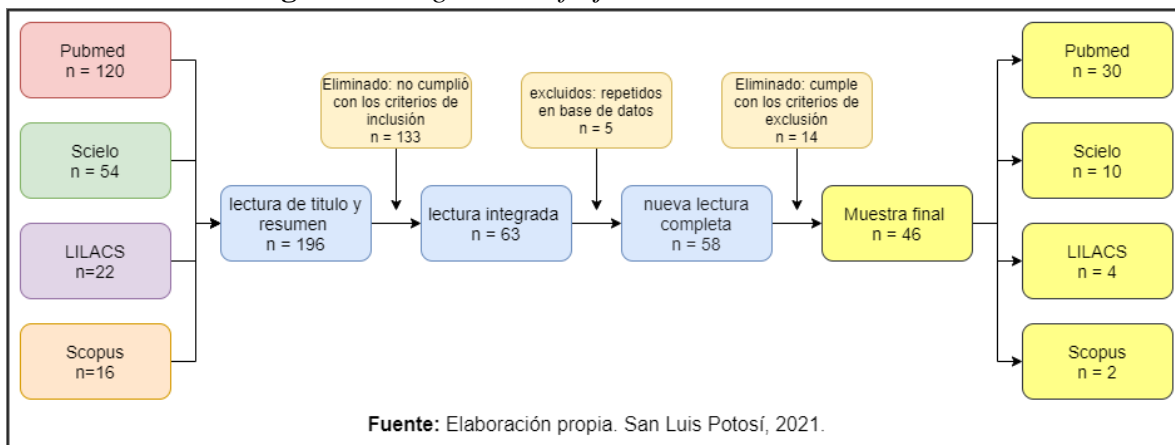 Pubmed
n = 120
Scielo
n = 54
LILACS
n=22
Scopus
n=16
lectura de titulo y
resumen
n = 196
Eliminado: no cumplió
con los criterios de
inclusión
n = 133
lectura integrada
n = 63
excluidos: repetidos
en base de datos
n = 5
nueva lectura
completa
n = 58
Eliminado: cumple
con los criterios de
exclusión
n = 14
Muestra final
n = 46
Pubmed
n = 30
Scielo
n = 10
LILACS
n = 4
Scopus
n = 2
Fuente: Elaboración propia. San Luis Potosí, 2021.